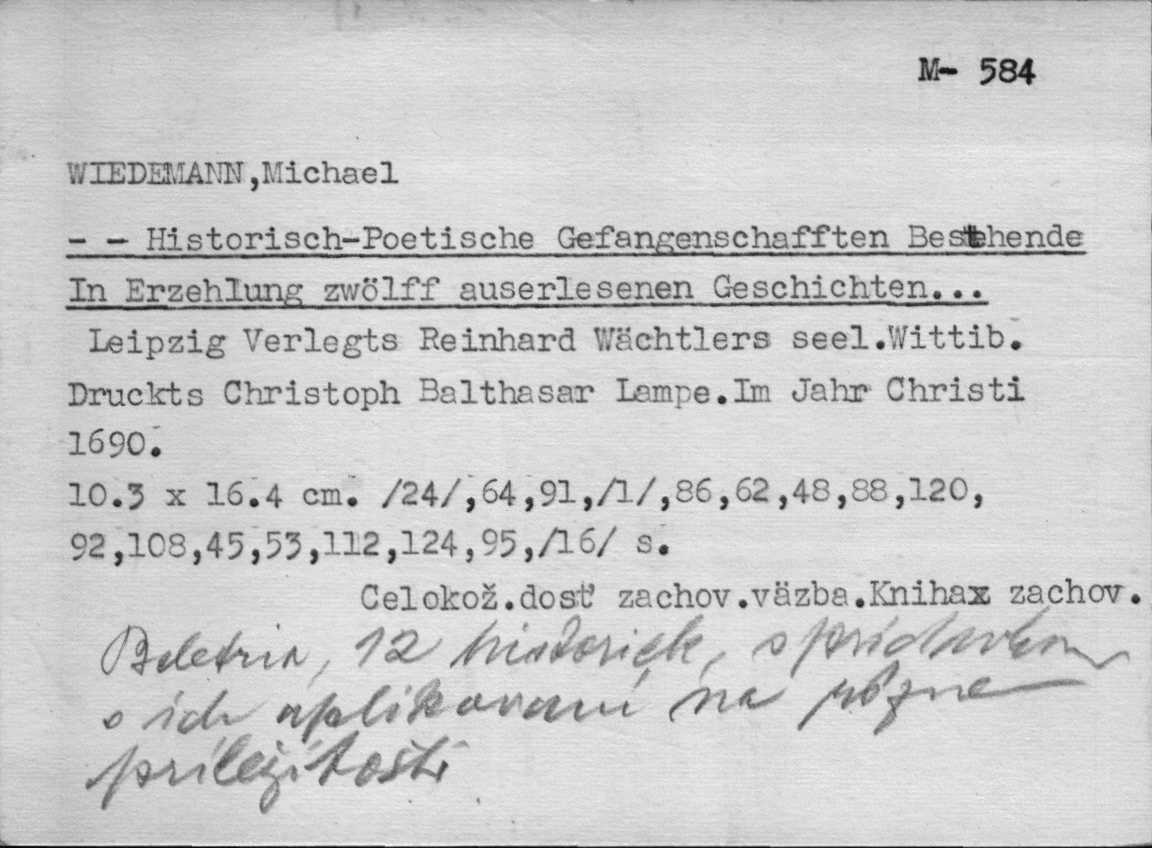 M- 584
WIEDEMANN,Michael
- - Historisch-Poetische Gefangenschafften Bestehende
In Erzehlung zwölff auserlesenen Geschichten...
Leipzig Verlegts Reinhard Wächtlers seel.Wittib.
Druckts Christoph Balthasar Lampe.Im Jahr Christi
1690.
10.3 x 16.4 cm. /24/,64,91,/1/,86,62,48,88,120,
92,108,45,53,112,124,95,/16/ s.
Celokož.dosť zachov.väzba.Knihax zachov.
Beletria, 12 historiek, s prídavkom
o ich aplikovaní na rôzne
príležitosti